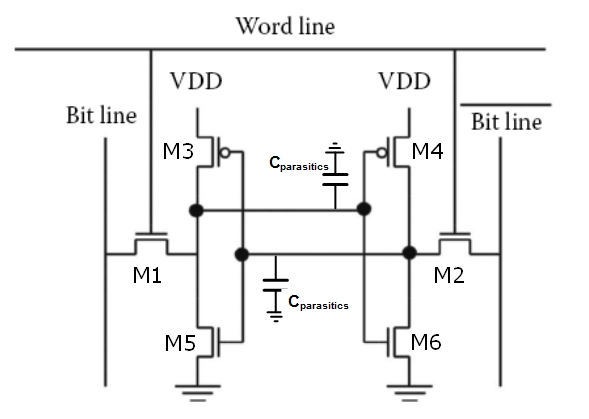 Word line
VDD
VDD
Bit line
Bit line
M3
Cparasitics
M4
M1
M2
Cparasitics
M5
M6